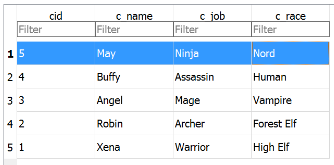 cid c_name c_job c_race
Filter Filter Filter Filter
1 5 May Ninja Nord
2 4 Buffy Assassin Human
3 3 Angel Mage Vampire
4 2 Robin Archer Forest Elf
5 1 Xena Warrior High Elf